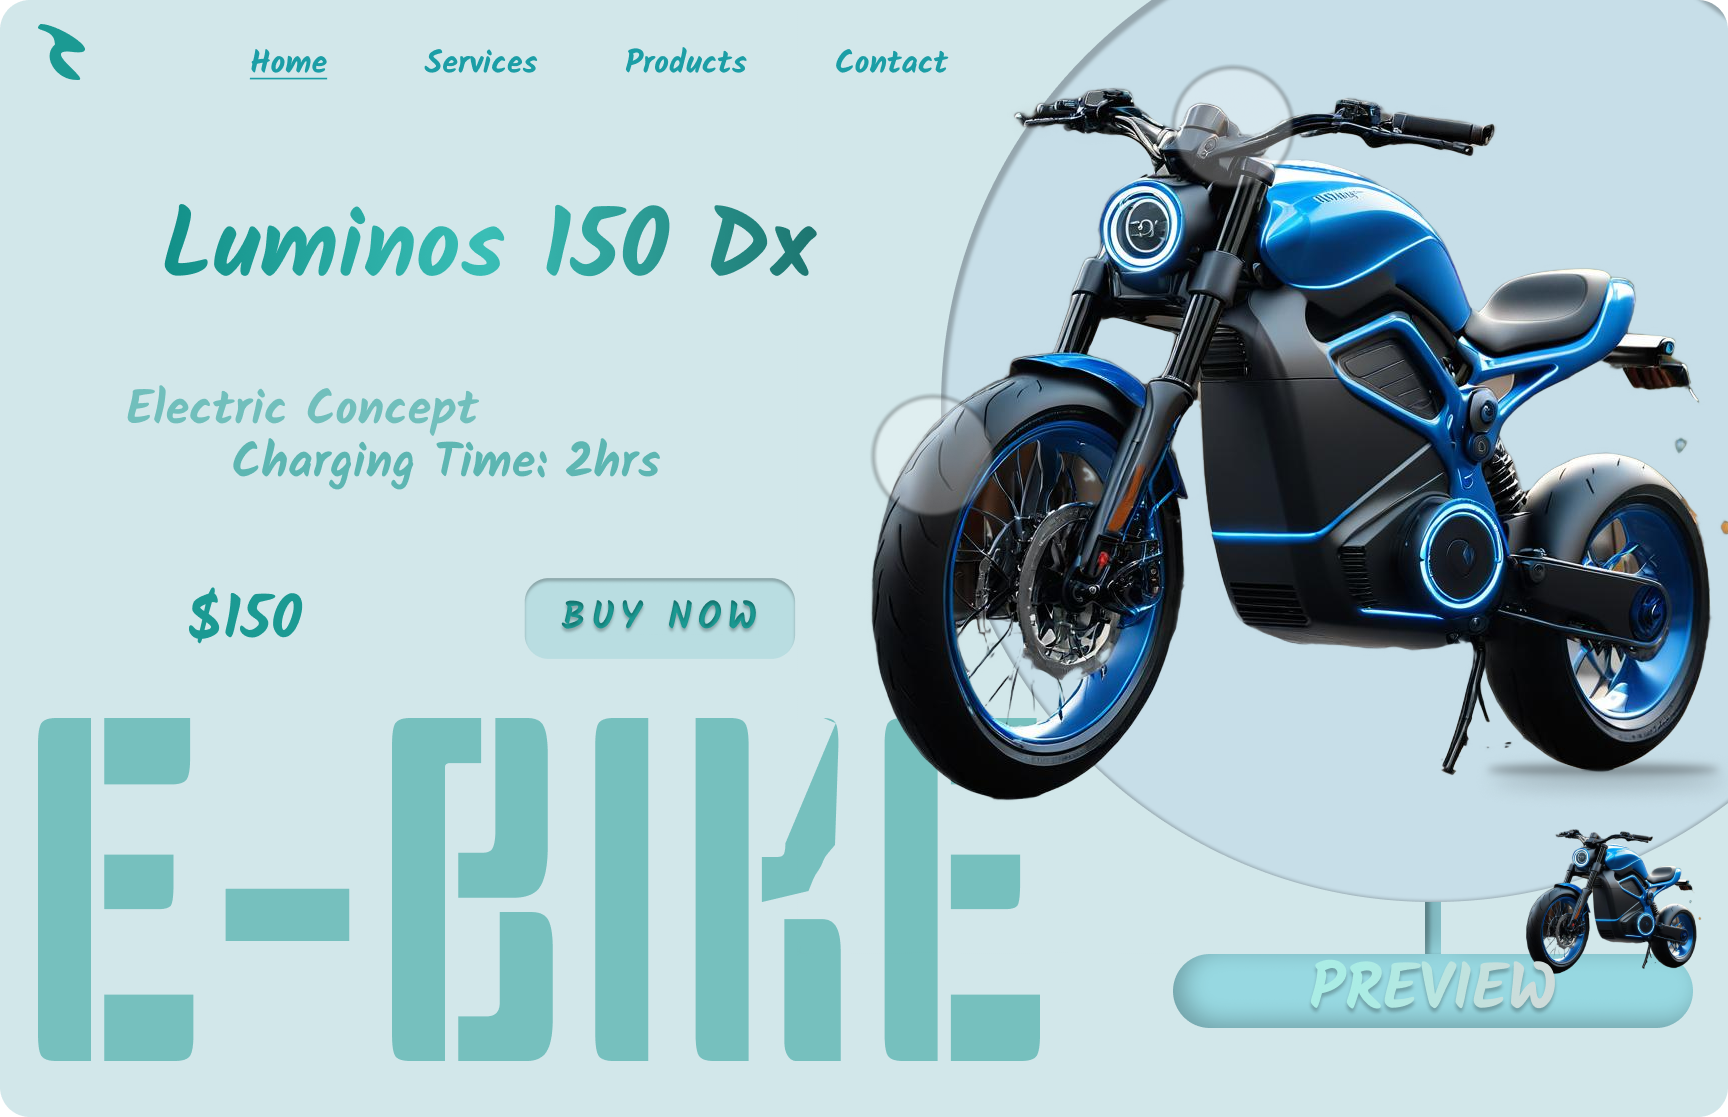 Home Services Products Contact
Luminos 150 Dx
Electric Concept
Charging Time: 2hrs
$150
BUY NOW
E-BIKE
PREVIEW